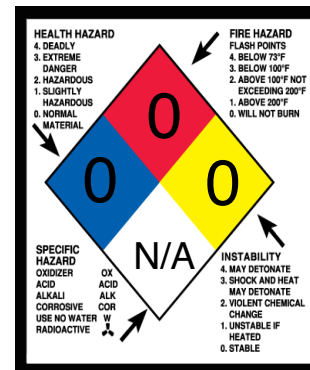 HEALTH HAZARD
4. DEADLY
3. EXTREME
DANGER
2. HAZARDOUS
1. SLIGHTLY
HAZARDOUS
0. NORMAL
MATERIAL
FIRE HAZARD
FLASH POINTS
4. BELOW 73°F
3. BELOW 100°F
2. ABOVE 100°F NOT
EXCEEDING 200°F
1. ABOVE 200°F
0. WILL NOT BURN
0
0
0
N/A
SPECIFIC
HAZARD
OXIDIZER OX
ACID ACID
ALKALI ALK
CORROSIVE COR
USE NO WATER W
RADIOACTIVE
INSTABILITY
4. MAY DETONATE
3. SHOCK AND HEAT
MAY DETONATE
2. VIOLENT CHEMICAL
CHANGE
1. UNSTABLE IF
HEATED
0. STABLE